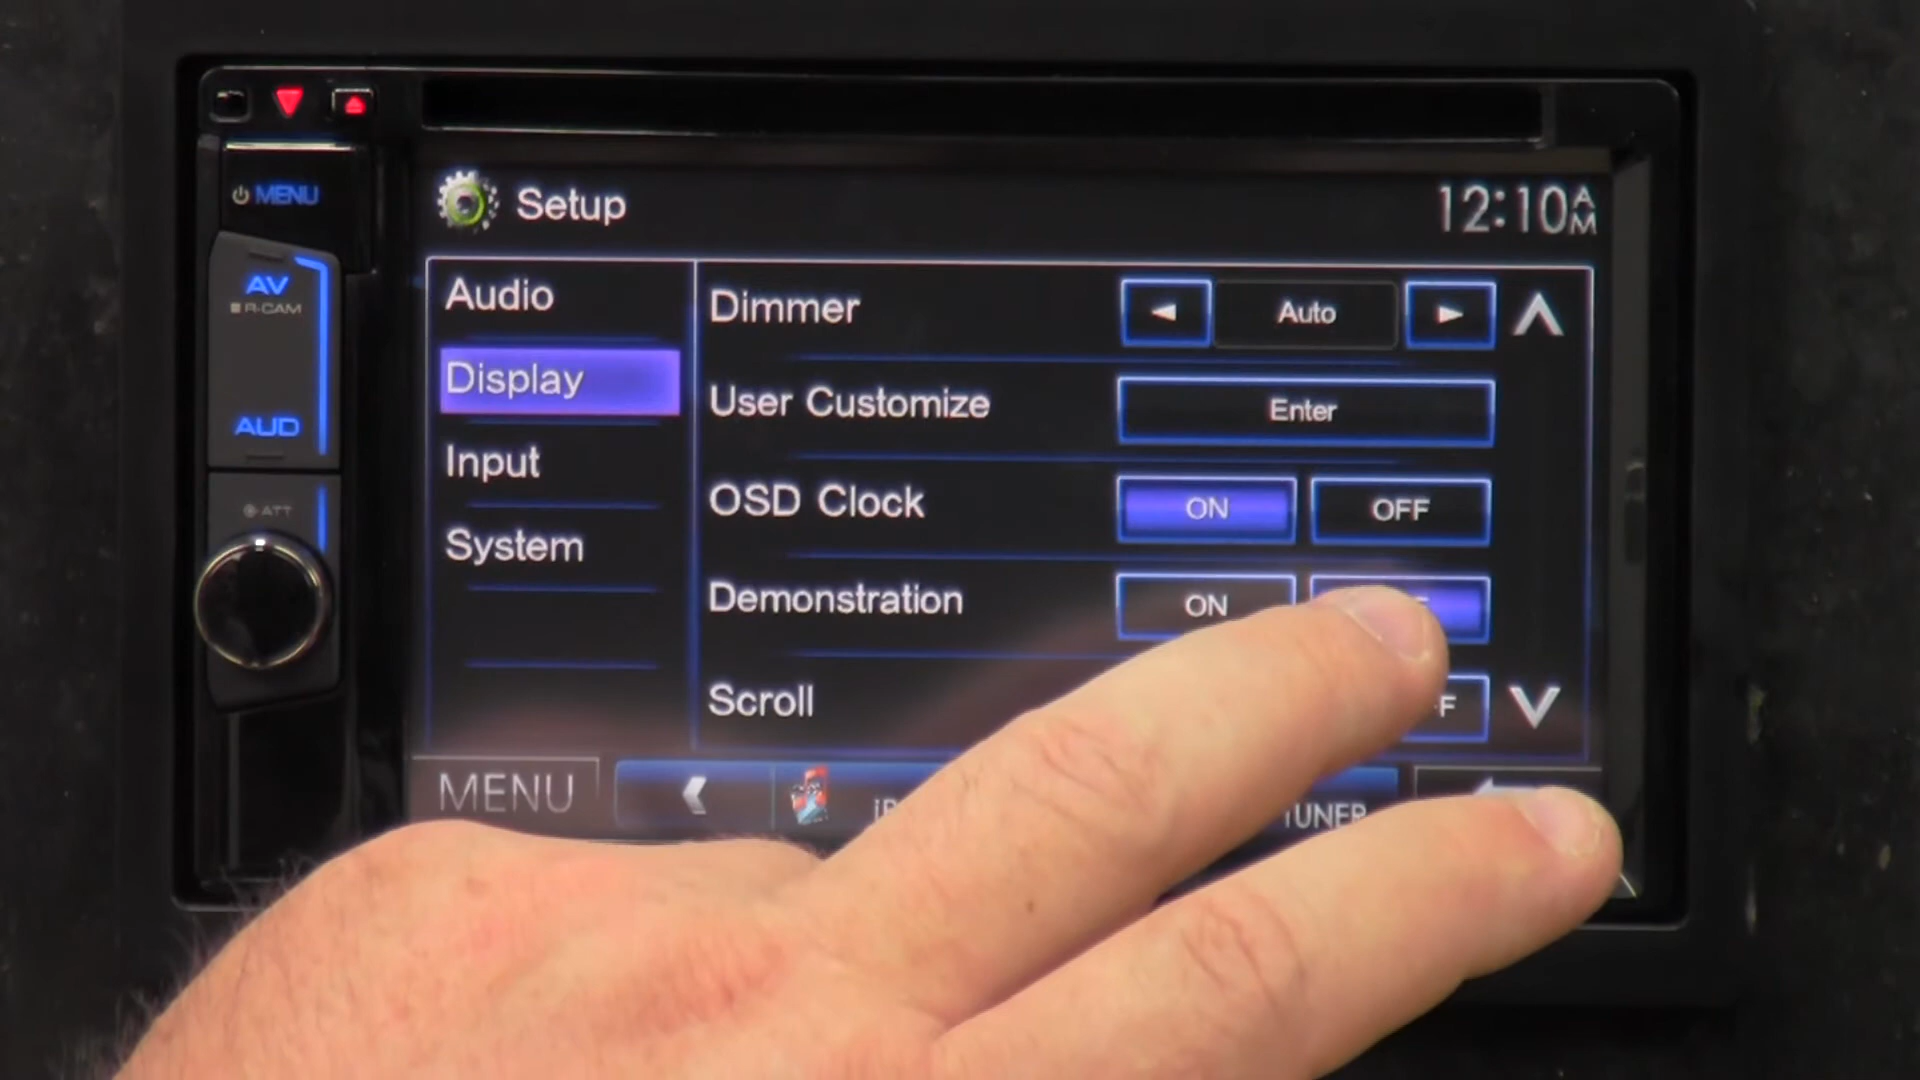 MENU
AV
R-CAM
AUD
ATT
Setup
12:10AM
Audio
Display
Input
System
Dimmer
Auto
User Customize
Enter
OSD Clock
ON
OFF
Demonstration
ON
Scroll
MENU
TUNER